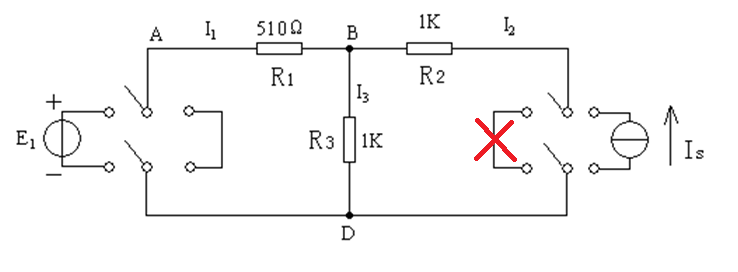 A
I₁
510Ω
B
1K
I₂
R₁
R₂
I₃
+
E₁
−
R₃
1K
Is
D